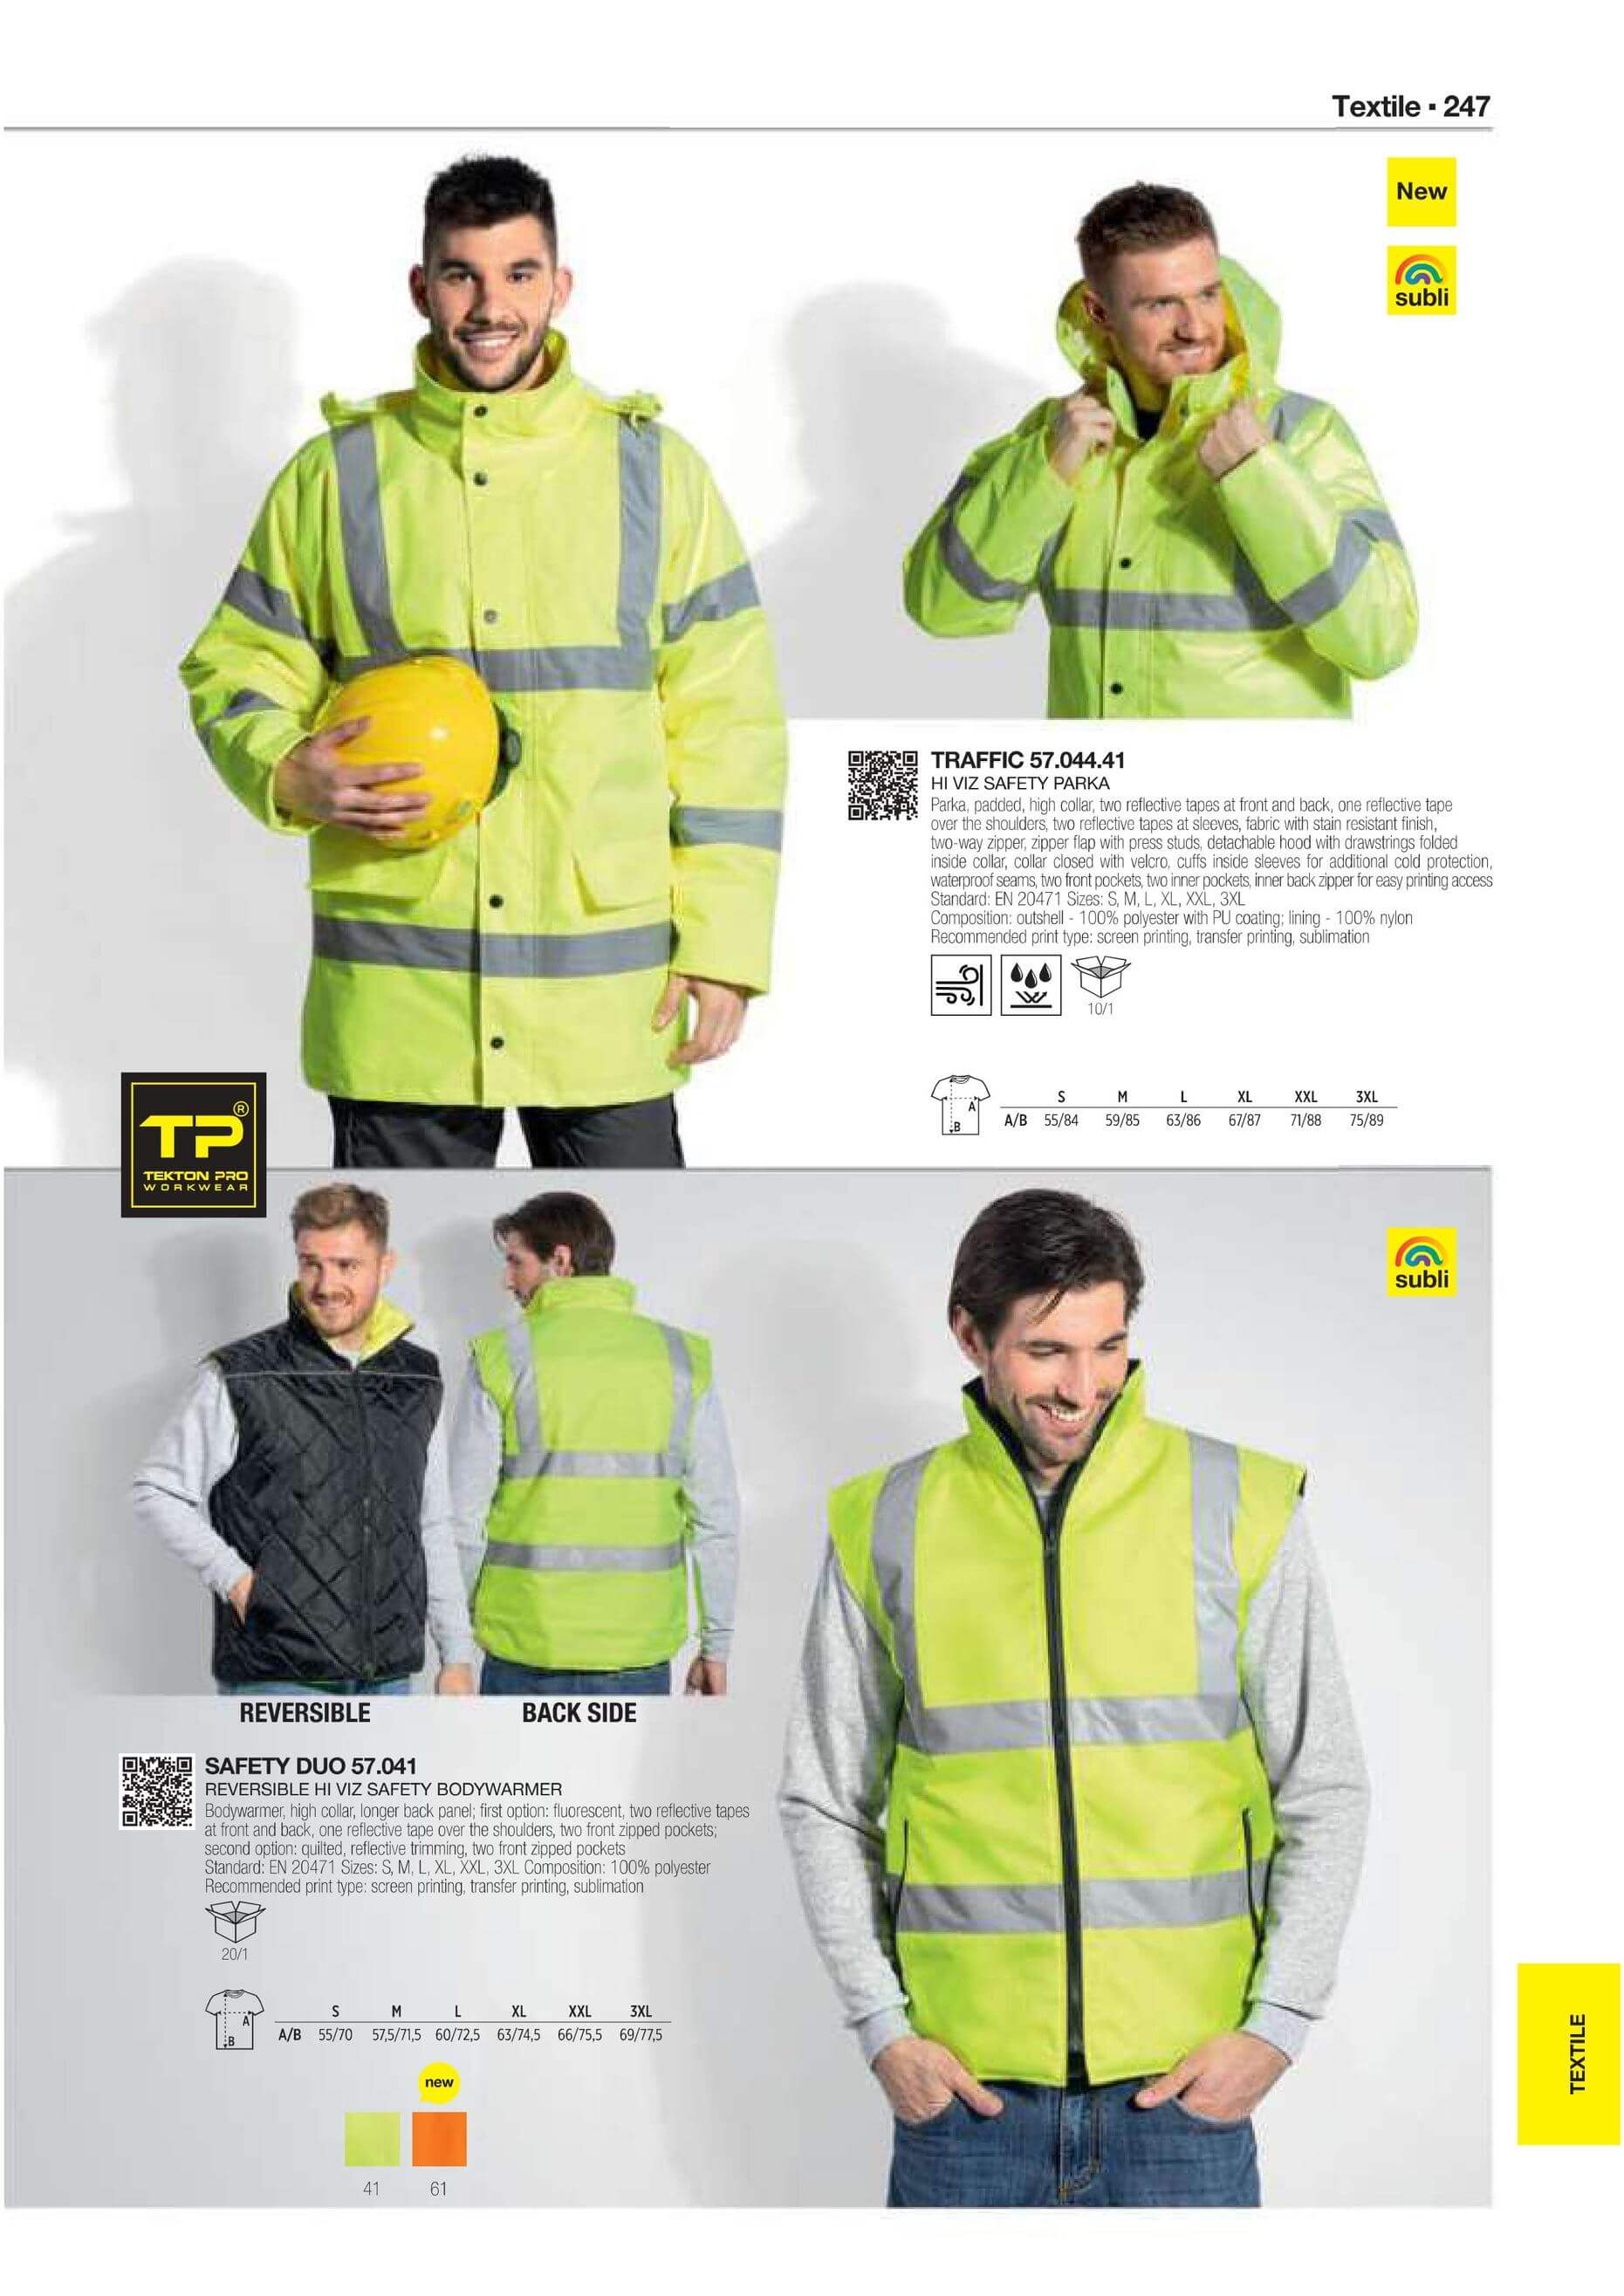 Textile ▪ 247
New
subli
TRAFFIC 57.044.41
HI VIZ SAFETY PARKA
Parka, padded, high collar, two reflective tapes at front and back, one reflective tape
over the shoulders, two reflective tapes at sleeves, fabric with stain resistant finish,
two-way zipper, zipper flap with press studs, detachable hood with drawstrings folded
inside collar, collar closed with velcro, cuffs inside sleeves for additional cold protection,
waterproof seams, two front pockets, two inner pockets, inner back zipper for easy printing access
Standard: EN 20471 Sizes: S, M, L, XL, XXL, 3XL
Composition: outshell - 100% polyester with PU coating; lining - 100% nylon
Recommended print type: screen printing, transfer printing, sublimation
10/1
A
B
S M L XL XXL 3XL
A/B 55/84 59/85 63/86 67/87 71/88 75/89
TP®
TEKTON PRO
WORKWEAR
subli
REVERSIBLE BACK SIDE
SAFETY DUO 57.041
REVERSIBLE HI VIZ SAFETY BODYWARMER
Bodywarmer, high collar, longer back panel; first option: fluorescent, two reflective tapes
at front and back, one reflective tape over the shoulders, two front zipped pockets;
second option: quilted, reflective trimming, two front zipped pockets
Standard: EN 20471 Sizes: S, M, L, XL, XXL, 3XL Composition: 100% polyester
Recommended print type: screen printing, transfer printing, sublimation
20/1
A
B
S M L XL XXL 3XL
A/B 55/70 57,5/71,5 60/72,5 63/74,5 66/75,5 69/77,5
new
41 61
TEXTILE